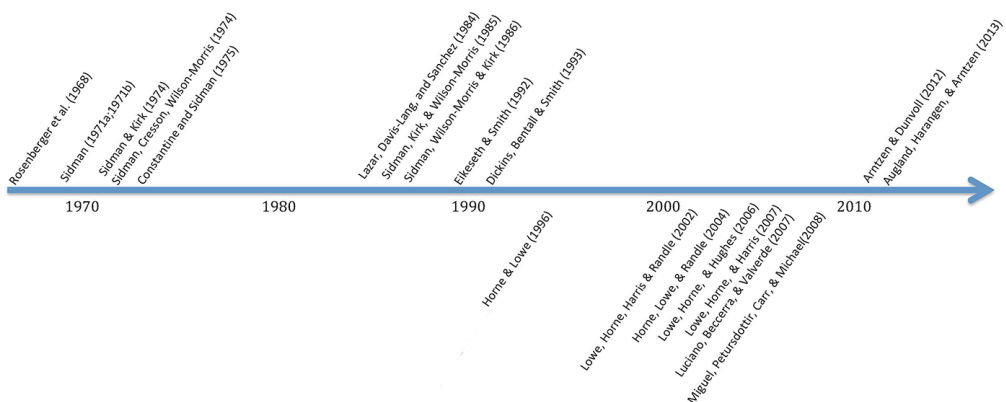 Rosenberger et al. (1968)
Sidman (1971a;1971b)
Sidman & Kirk (1974)
Sidman, Cresson, Wilson-Morris (1974)
Constantine and Sidman (1975)
Lazar, Davis-Lang, and Sanchez (1984)
Sidman, Kirk, & Wilson-Morris (1985)
Sidman, Wilson-Morris & Kirk (1986)
Eikeseth & Smith (1992)
Dickins, Bentall & Smith (1993)
Arntzen & Dunvoll (2012)
Augland, Harangen, & Arntzen (2013)
1970
1980
1990
2000
2010
Horne & Lowe (1996)
Lowe, Horne, Harris & Randle (2002)
Horne, Lowe, & Randle (2004)
Lowe, Horne, & Hughes (2006)
Lowe, Horne, & Harris (2007)
Luciano, Beccerra, & Valverde (2007)
Miguel, Petursdottir, Carr, & Michael(2008)